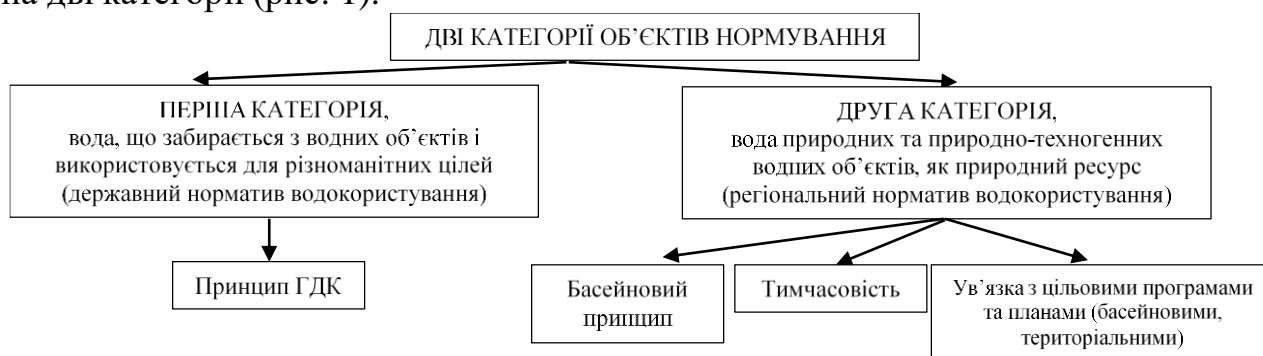 на дві категорії (рис. 1).
ДВІ КАТЕГОРІЇ ОБ’ЄКТІВ НОРМУВАННЯ
ПЕРША КАТЕГОРІЯ,
вода, що забирається з водних об’єктів і
використовується для різноманітних цілей
(державний норматив водокористування)
ДРУГА КАТЕГОРІЯ,
вода природних та природно-техногенних
водних об’єктів, як природний ресурс
(регіональний норматив водокористування)
Принцип ГДК
Басейновий
принцип
Тимчасовість
Ув’язка з цільовими програмами
та планами (басейновими,
територіальними)